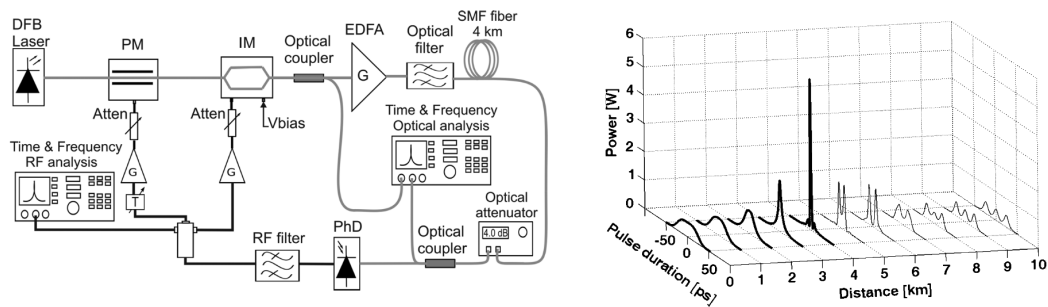 DFB
Laser
PM
IM
Optical
coupler
EDFA
G
Optical
filter
SMF fiber
4 km
Atten
Atten
Vbias
Time & Frequency
RF analysis
G
G
T
Time & Frequency
Optical analysis
Optical
attenuator
4.0 dB
RF filter
PhD
Optical
coupler
Power [W]
6
5
4
3
2
1
0
Pulse duration [ps]
-50
0
50
0
1
2
3
4
5
6
7
8
9
10
Distance [km]